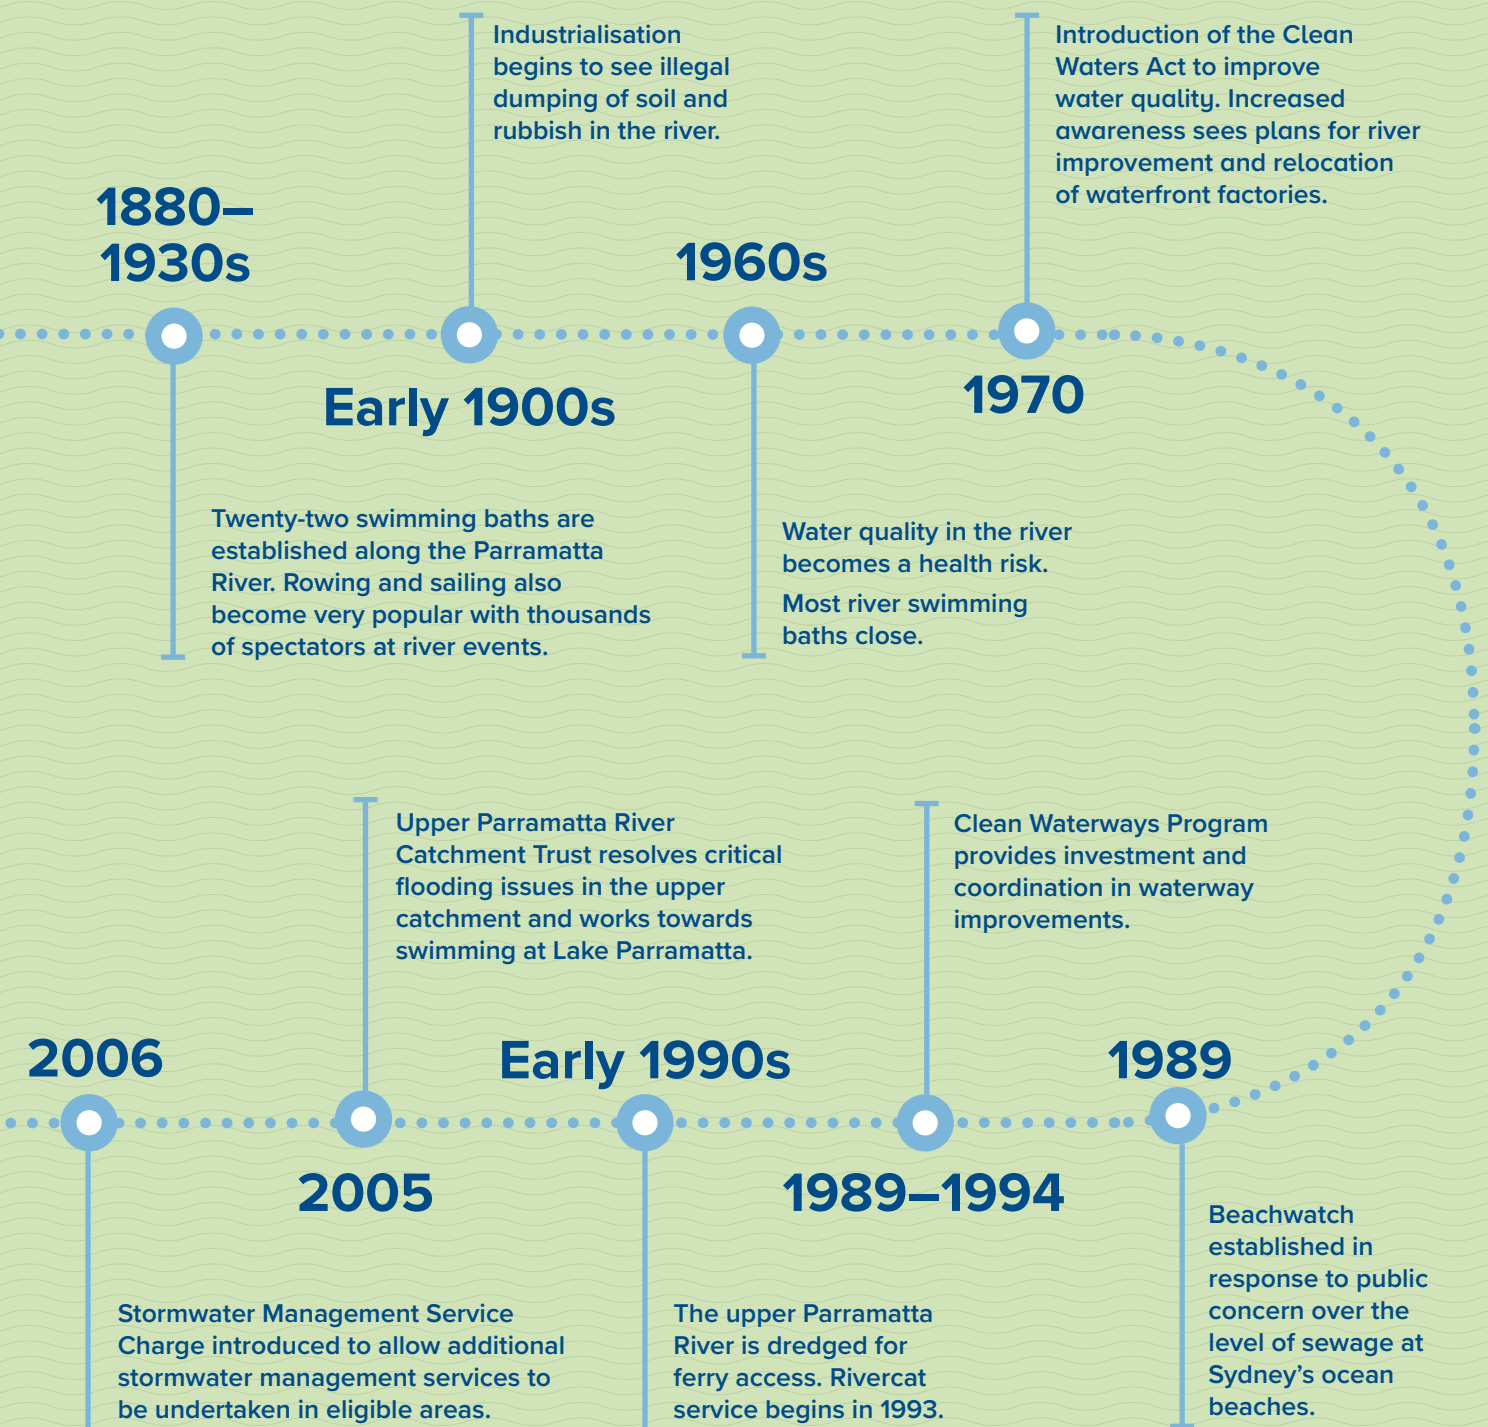 1880–
1930s
Twenty-two swimming baths are
established along the Parramatta
River. Rowing and sailing also
become very popular with thousands
of spectators at river events.
Early 1900s
Industrialisation
begins to see illegal
dumping of soil and
rubbish in the river.
1960s
Water quality in the river
becomes a health risk.
Most river swimming
baths close.
1970
Introduction of the Clean
Waters Act to improve
water quality. Increased
awareness sees plans for river
improvement and relocation
of waterfront factories.
1989
Beachwatch
established in
response to public
concern over the
level of sewage at
Sydney’s ocean
beaches.
1989–1994
Clean Waterways Program
provides investment and
coordination in waterway
improvements.
Early 1990s
The upper Parramatta
River is dredged for
ferry access. Rivercat
service begins in 1993.
2005
Upper Parramatta River
Catchment Trust resolves critical
flooding issues in the upper
catchment and works towards
swimming at Lake Parramatta.
2006
Stormwater Management Service
Charge introduced to allow additional
stormwater management services to
be undertaken in eligible areas.